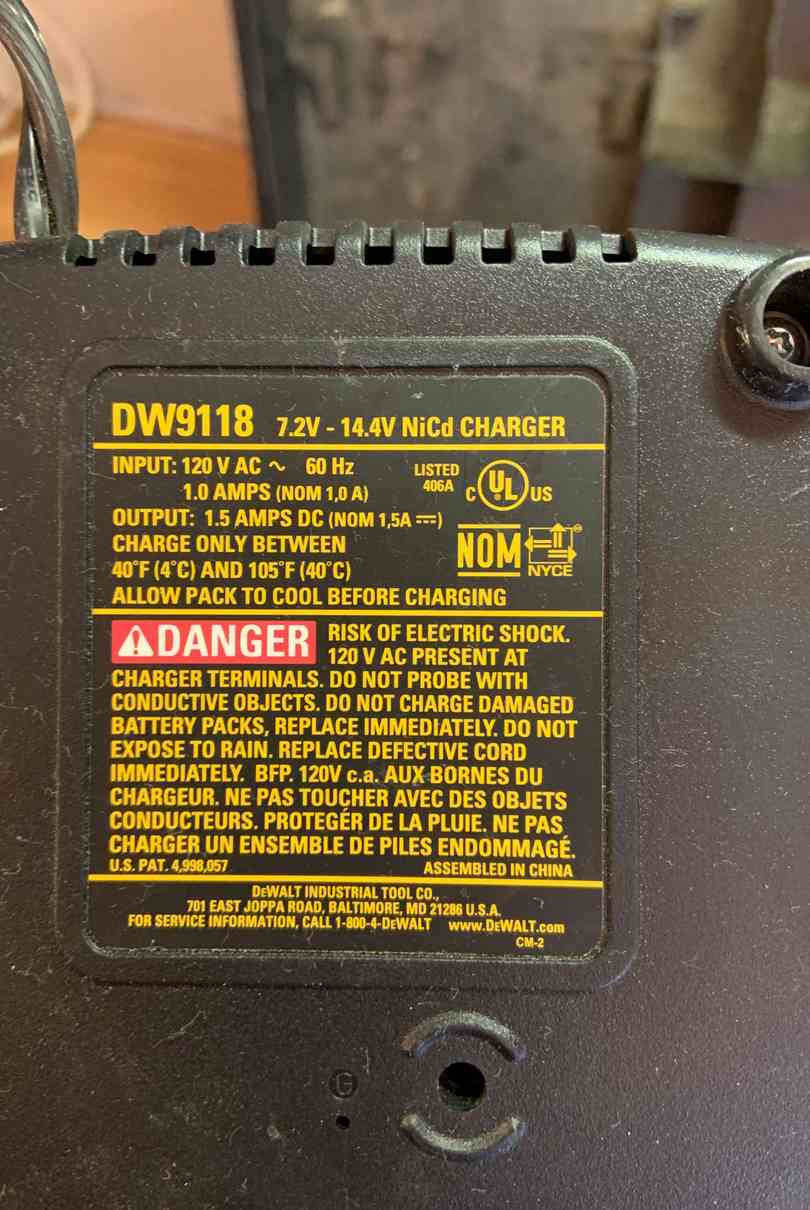 DW9118 7.2V - 14.4V NiCd CHARGER
INPUT: 120 V AC ~ 60 Hz
1.0 AMPS (NOM 1,0 A)
LISTED
406A
C UL US
OUTPUT: 1.5 AMPS DC (NOM 1,5A ⎓)
CHARGE ONLY BETWEEN
40°F (4°C) AND 105°F (40°C)
NOM
NYCE
ALLOW PACK TO COOL BEFORE CHARGING
DANGER RISK OF ELECTRIC SHOCK.
120 V AC PRESENT AT
CHARGER TERMINALS. DO NOT PROBE WITH
CONDUCTIVE OBJECTS. DO NOT CHARGE DAMAGED
BATTERY PACKS, REPLACE IMMEDIATELY. DO NOT
EXPOSE TO RAIN. REPLACE DEFECTIVE CORD
IMMEDIATELY. BFP. 120V c.a. AUX BORNES DU
CHARGEUR. NE PAS TOUCHER AVEC DES OBJETS
CONDUCTEURS. PROTEGÉR DE LA PLUIE. NE PAS
CHARGER UN ENSEMBLE DE PILES ENDOMMAGÉ.
U.S. PAT. 4,998,057 ASSEMBLED IN CHINA
DEWALT INDUSTRIAL TOOL CO.,
701 EAST JOPPA ROAD, BALTIMORE, MD 21286 U.S.A.
FOR SERVICE INFORMATION, CALL 1-800-4-DEWALT www.DEWALT.com
CM-2
G